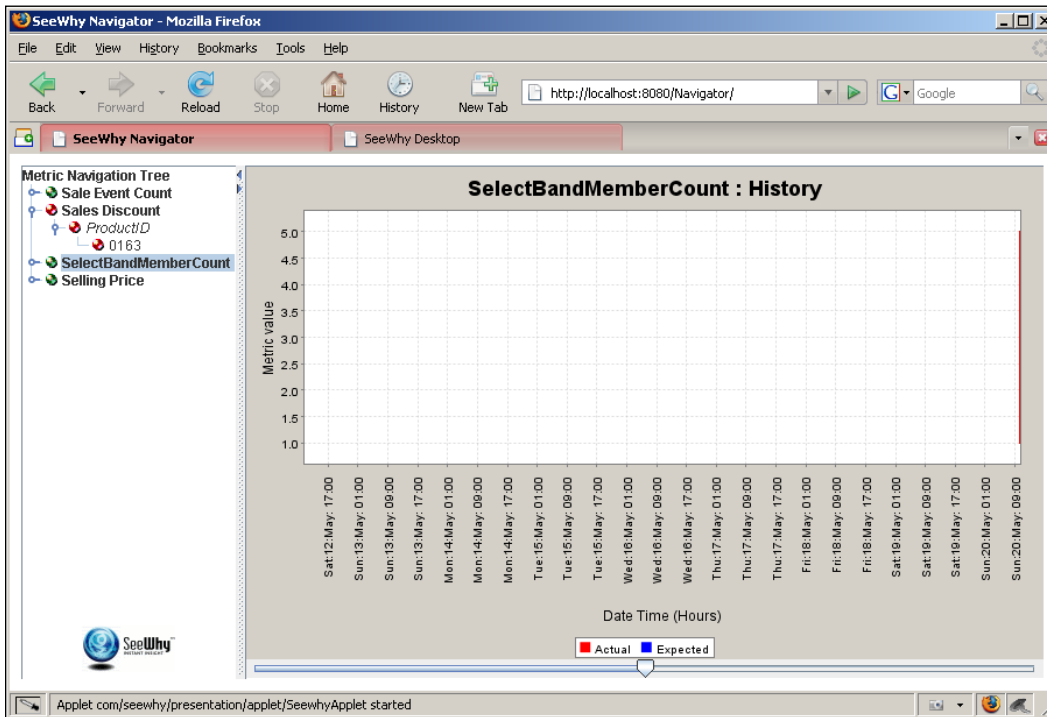 SeeWhy Navigator - Mozilla Firefox
File Edit View History Bookmarks Tools Help
Back Forward Reload Stop Home History New Tab http://localhost:8080/Navigator/ G Google
SeeWhy Navigator SeeWhy Desktop
Metric Navigation Tree
Sale Event Count
Sales Discount
ProductID
0163
SelectBandMemberCount
Selling Price
SeeWhy
INSTANT INSIGHT
SelectBandMemberCount : History
Metric value
5.0
4.5
4.0
3.5
3.0
2.5
2.0
1.5
1.0
Sat:12:May: 17:00
Sun:13:May: 01:00
Sun:13:May: 09:00
Sun:13:May: 17:00
Mon:14:May: 01:00
Mon:14:May: 09:00
Mon:14:May: 17:00
Tue:15:May: 01:00
Tue:15:May: 09:00
Tue:15:May: 17:00
Wed:16:May: 01:00
Wed:16:May: 09:00
Wed:16:May: 17:00
Thu:17:May: 01:00
Thu:17:May: 09:00
Thu:17:May: 17:00
Fri:18:May: 01:00
Fri:18:May: 09:00
Fri:18:May: 17:00
Sat:19:May: 01:00
Sat:19:May: 09:00
Sat:19:May: 17:00
Sun:20:May: 01:00
Sun:20:May: 09:00
Date Time (Hours)
Actual Expected
Applet com/seewhy/presentation/applet/SeewhyApplet started